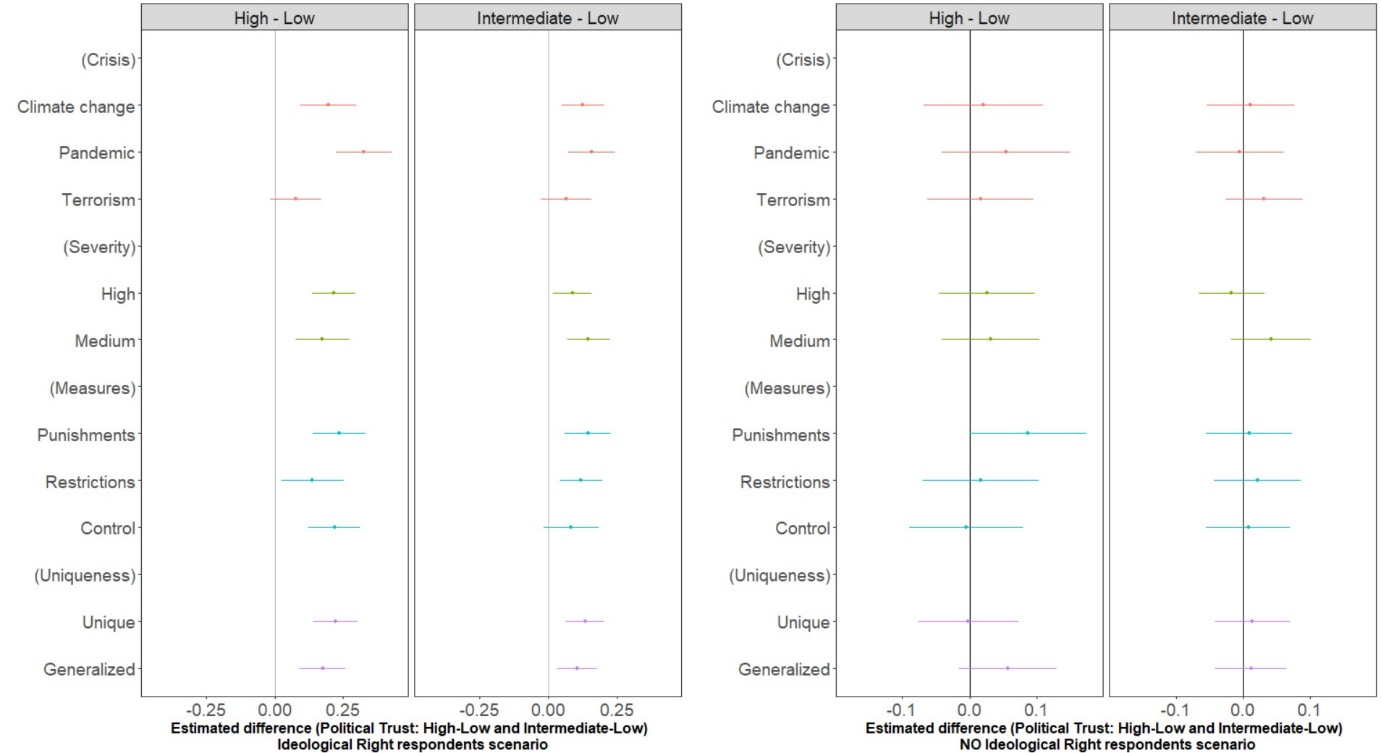 High - Low
Intermediate - Low
(Crisis)
Climate change
Pandemic
Terrorism
(Severity)
High
Medium
(Measures)
Punishments
Restrictions
Control
(Uniqueness)
Unique
Generalized
-0.25 0.00 0.25
-0.25 0.00 0.25
Estimated difference (Political Trust: High-Low and Intermediate-Low)
Ideological Right respondents scenario
High - Low
Intermediate - Low
(Crisis)
Climate change
Pandemic
Terrorism
(Severity)
High
Medium
(Measures)
Punishments
Restrictions
Control
(Uniqueness)
Unique
Generalized
-0.1 0.0 0.1
-0.1 0.0 0.1
Estimated difference (Political Trust: High-Low and Intermediate-Low)
NO Ideological Right respondents scenario